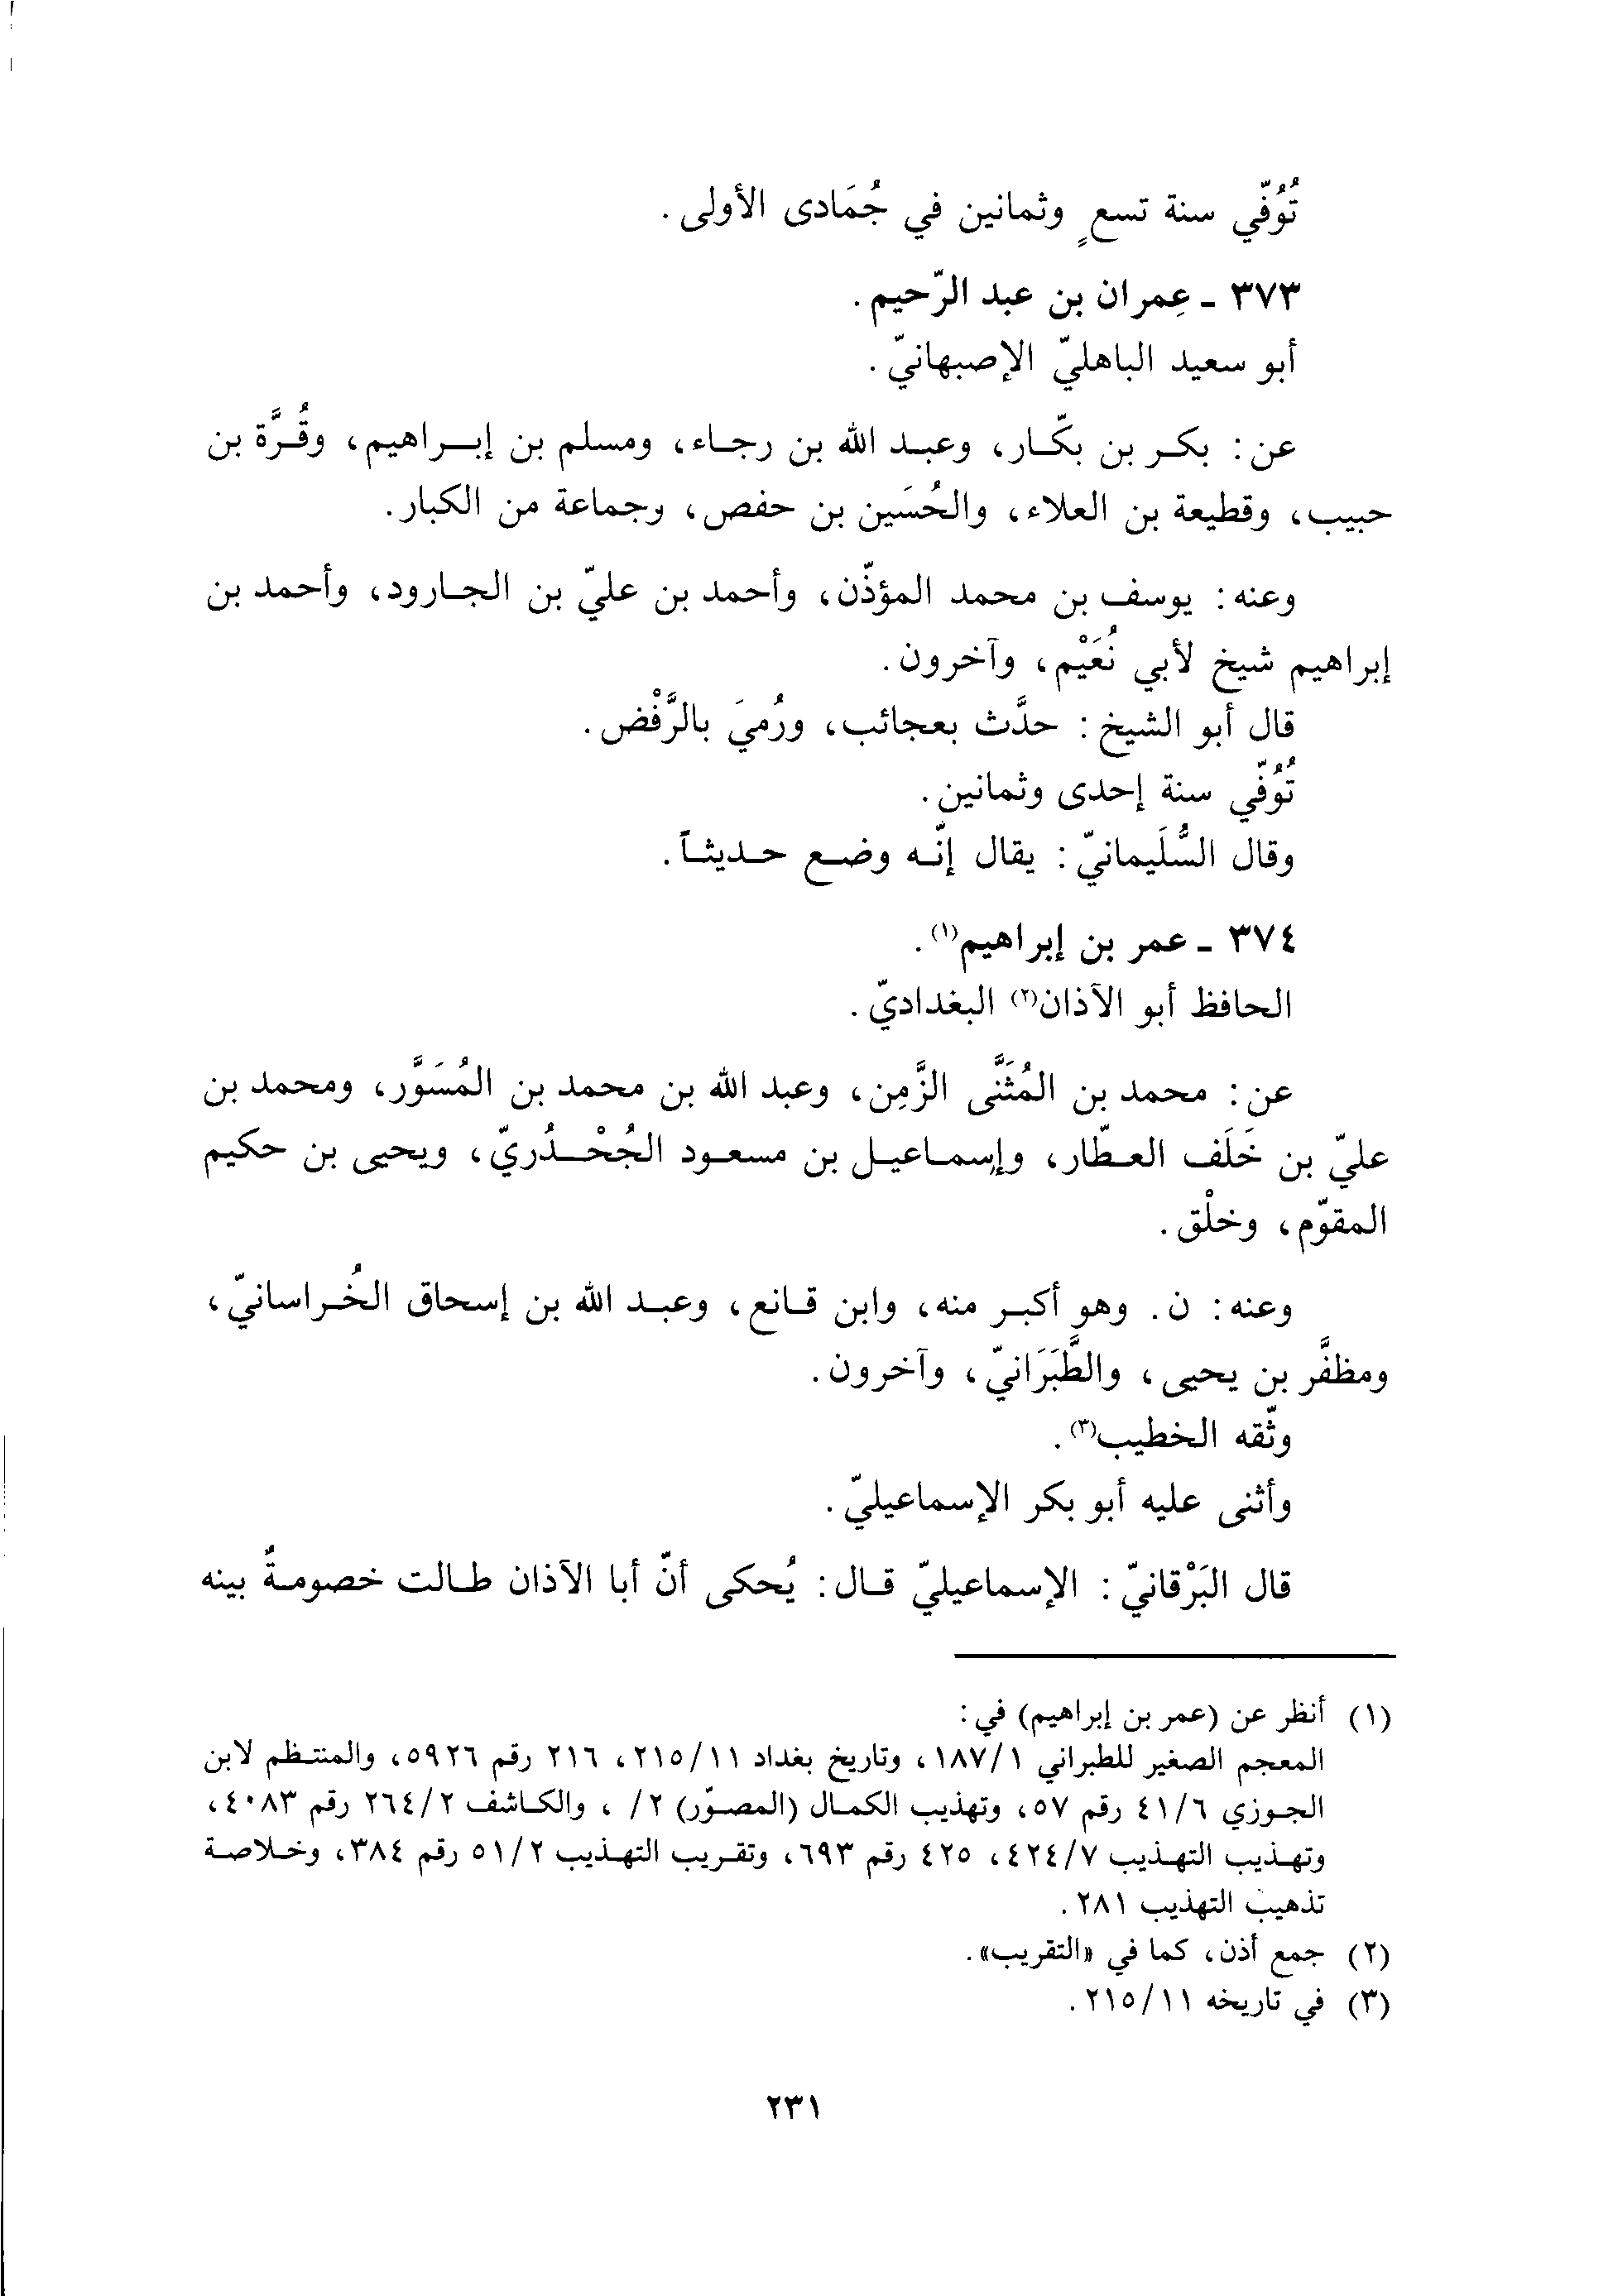 تُوُفّي سنة تسعٍ وثمانين في جُمَادى الأولى.
٣٧٣ - عِمران بن عبد الرّحيم.
أبو سعيد الباهليّ الإصبهانيّ.
عن: بكر بن بكّار، وعبد الله بن رجاء، ومسلم بن إبراهيم، وقُرَّة بن
حبيب، وقطيعة بن العلاء، والحُسَين بن حفص، وجماعة من الكبار.
وعنه: يوسف بن محمد المؤذّن، وأحمد بن عليّ بن الجارود، وأحمد بن
إبراهيم شيخ لأبي نُعَيْم، وآخرون.
قال أبو الشيخ: حدَّث بعجائب، ورُميَ بالرَّفْض.
تُوُفّي سنة إحدى وثمانين.
وقال السُّلَيمانيّ: يقال إنّه وضع حديثاً.
٣٧٤ - عمر بن إبراهيم(١).
الحافظ أبو الآذان(٢) البغداديّ.
عن: محمد بن المُثَنَّى الزَّمِن، وعبد الله بن محمد بن المُسَوَّر، ومحمد بن
عليّ بن خَلَف العطّار، وإسماعيل بن مسعود الجُحْدُريّ، ويحيى بن حكيم
المقوّم، وخلْق.
وعنه: ن. وهو أكبر منه، وابن قانع، وعبد الله بن إسحاق الخُراسانيّ،
ومظفَّر بن يحيى، والطَّبَرَانيّ، وآخرون.
وثّقه الخطيب(٣).
وأثنى عليه أبو بكر الإسماعيليّ.
قال البَرْقانيّ: الإسماعيليّ قال: يُحكى أنّ أبا الآذان طالت خصومةٌ بينه
(١) أنظر عن (عمر بن إبراهيم) في:
المعجم الصغير للطبراني ١٨٧/١، وتاريخ بغداد ٢١٥/١١، ٢١٦ رقم ٥٩٢٦، والمنتظم لابن
الجوزي ٤١/٦ رقم ٥٧، وتهذيب الكمال (المصوّر) ٢/ ، والكاشف ٢٦٤/٢ رقم ٤٠٨٣،
وتهذيب التهذيب ٤٢٤/٧، ٤٢٥ رقم ٦٩٣، وتقريب التهذيب ٥١/٢ رقم ٣٨٤، وخلاصة
تذهيب التهذيب ٢٨١.
(٢) جمع أذن، كما في «التقريب».
(٣) في تاريخه ٢١٥/١١.
٢٣١